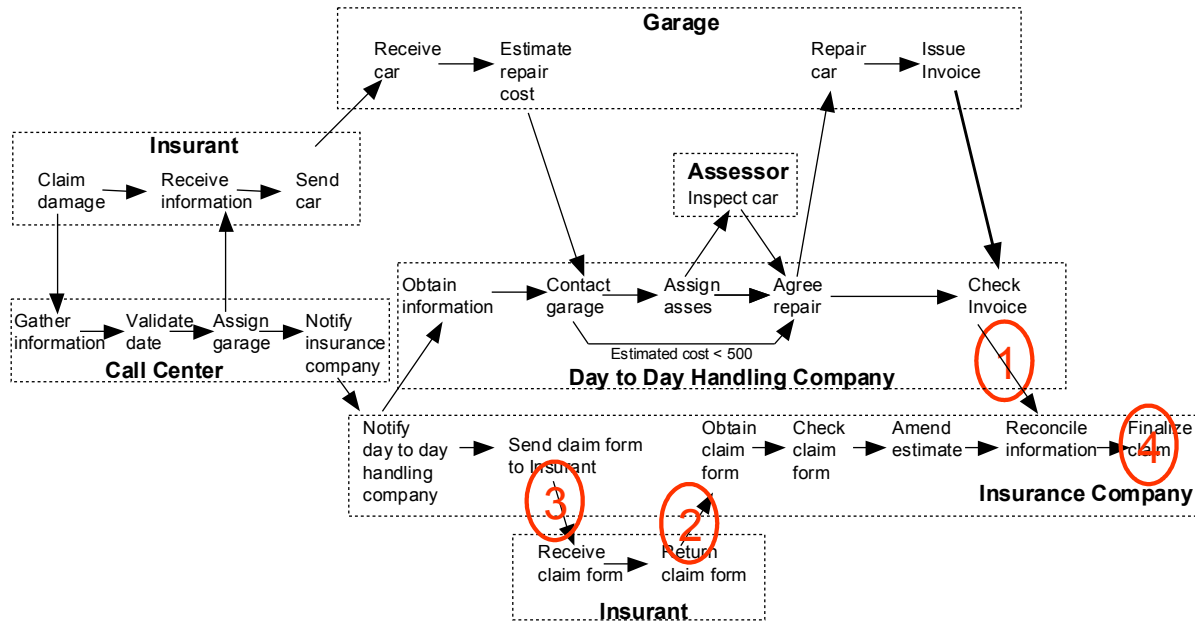 Garage
Receive
car
Estimate
repair
cost
Repair
car
Issue
Invoice
Insurant
Claim
damage
Receive
information
Send
car
Assessor
Inspect car
Obtain
information
Contact
garage
Assign
asses
Agree
repair
Check
Invoice
Estimated cost < 500
Day to Day Handling Company
1
Gather
information
Validate
date
Assign
garage
Notify
insurance
company
Call Center
Notify
day to day
handling
company
Send claim form
to Insurant
Obtain
claim
form
Check
claim
form
Amend
estimate
Reconcile
information
Finalize
claim
4
Insurance Company
3
2
Receive
claim form
Return
claim form
Insurant